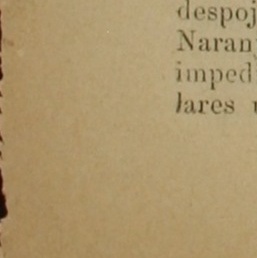 despoj
Naran
imped
lares